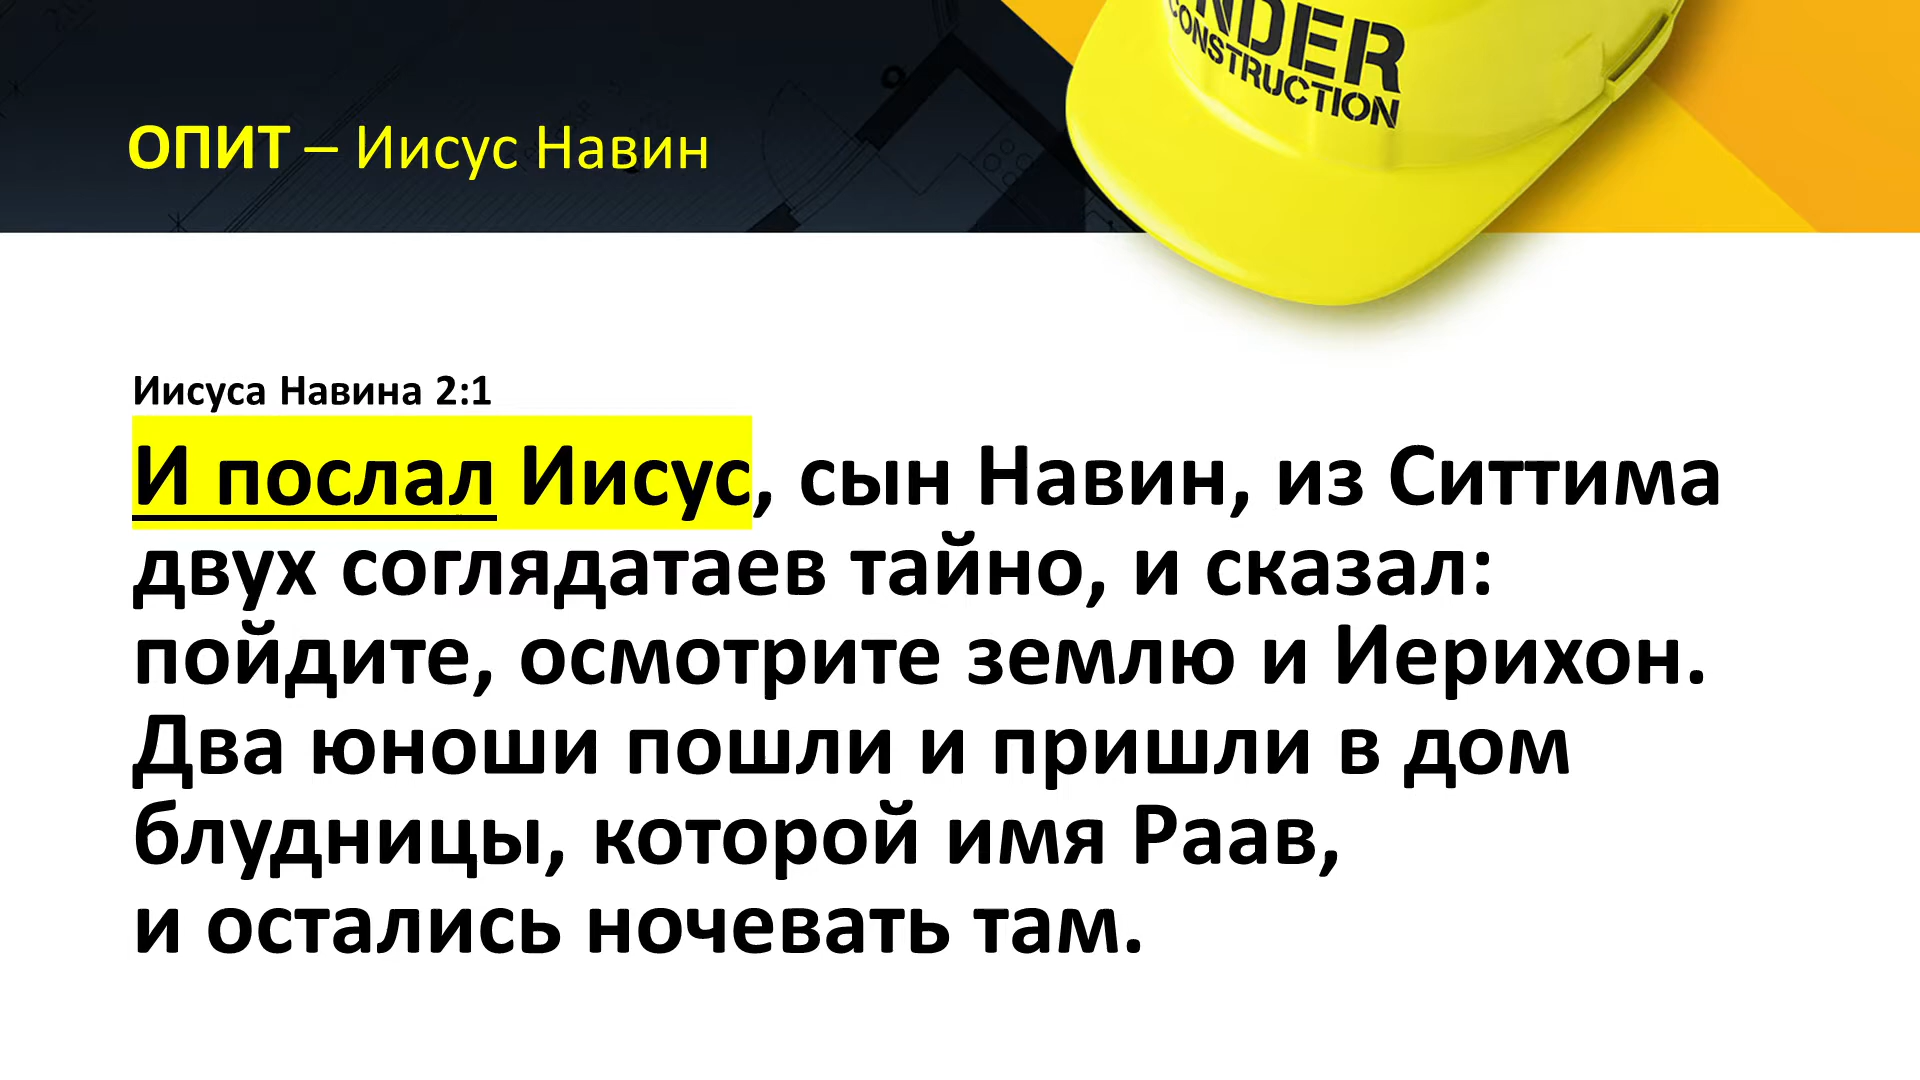 NDER
CONSTRUCTION
ОПИТ – Иисус Навин
Иисуса Навина 2:1
И послал Иисус, сын Навин, из Ситтима
двух соглядатаев тайно, и сказал:
пойдите, осмотрите землю и Иерихон.
Два юноши пошли и пришли в дом
блудницы, которой имя Раав,
и остались ночевать там.